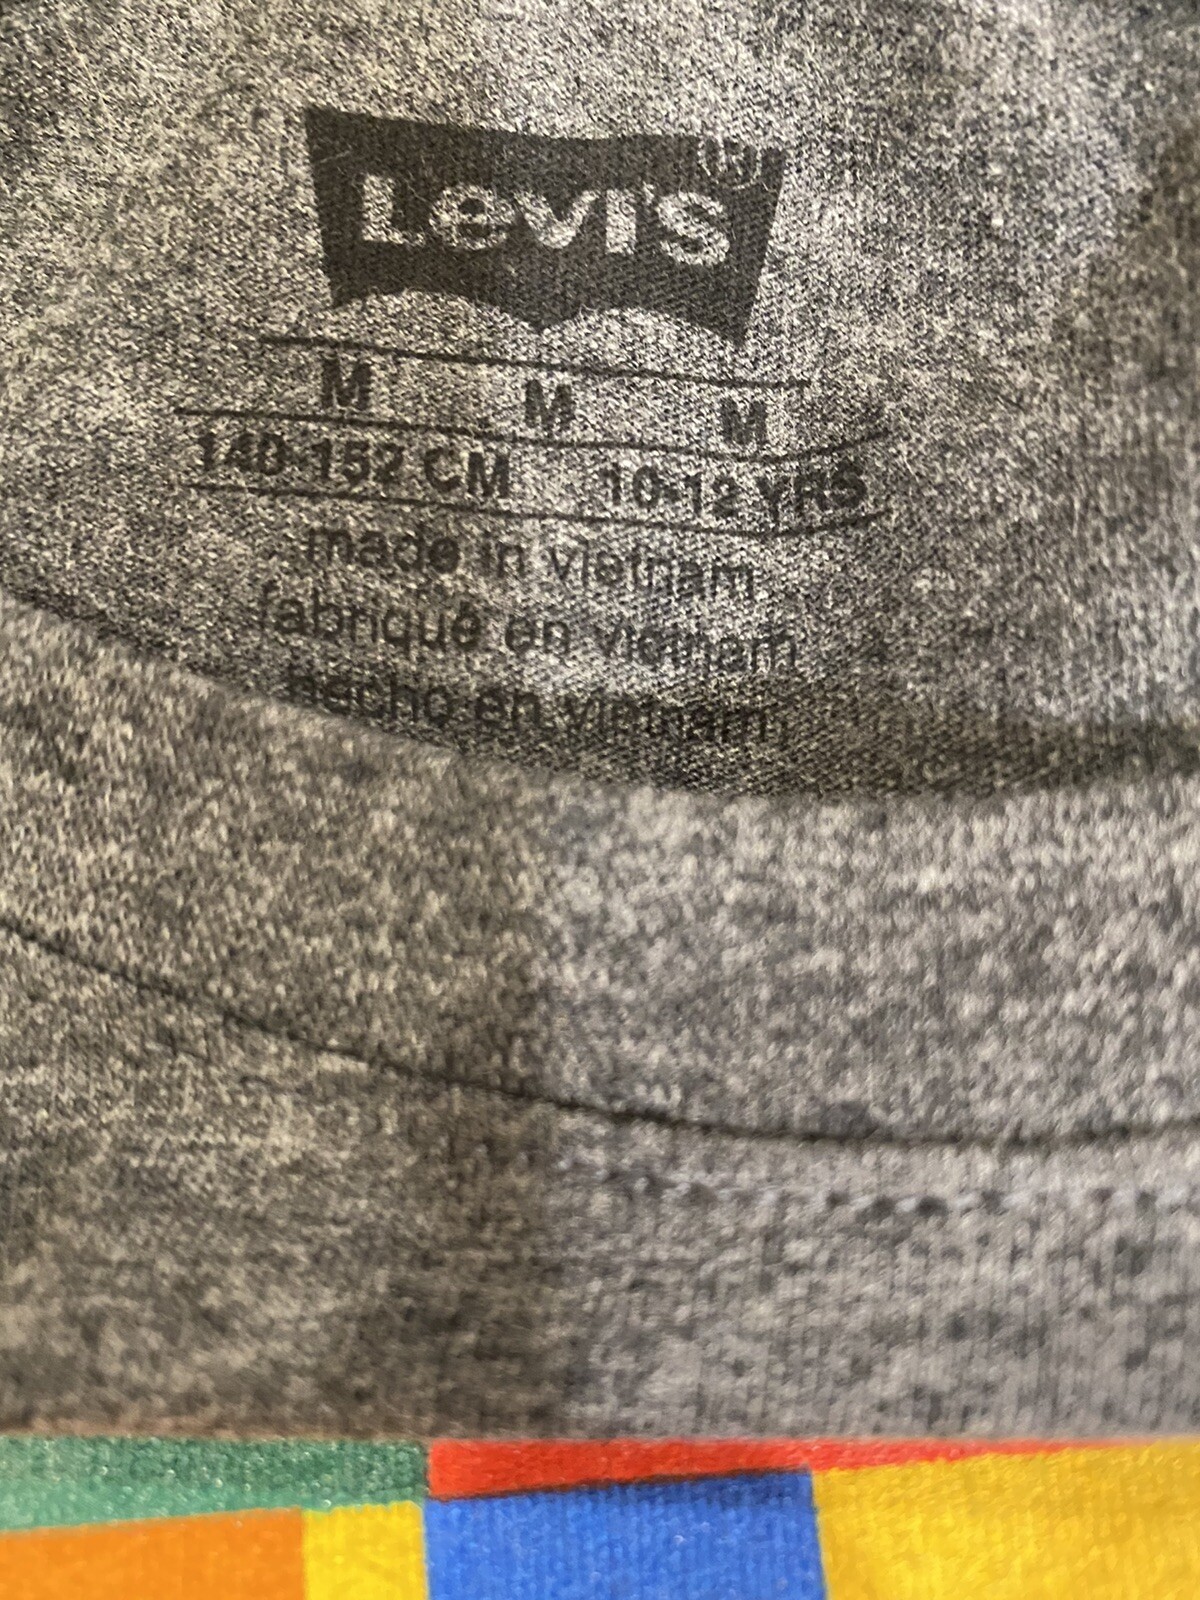 Levi's®
M M M
140-152 CM 10-12 YRS
made in vietnam
fabriqué en vietnam
hecho en vietnam